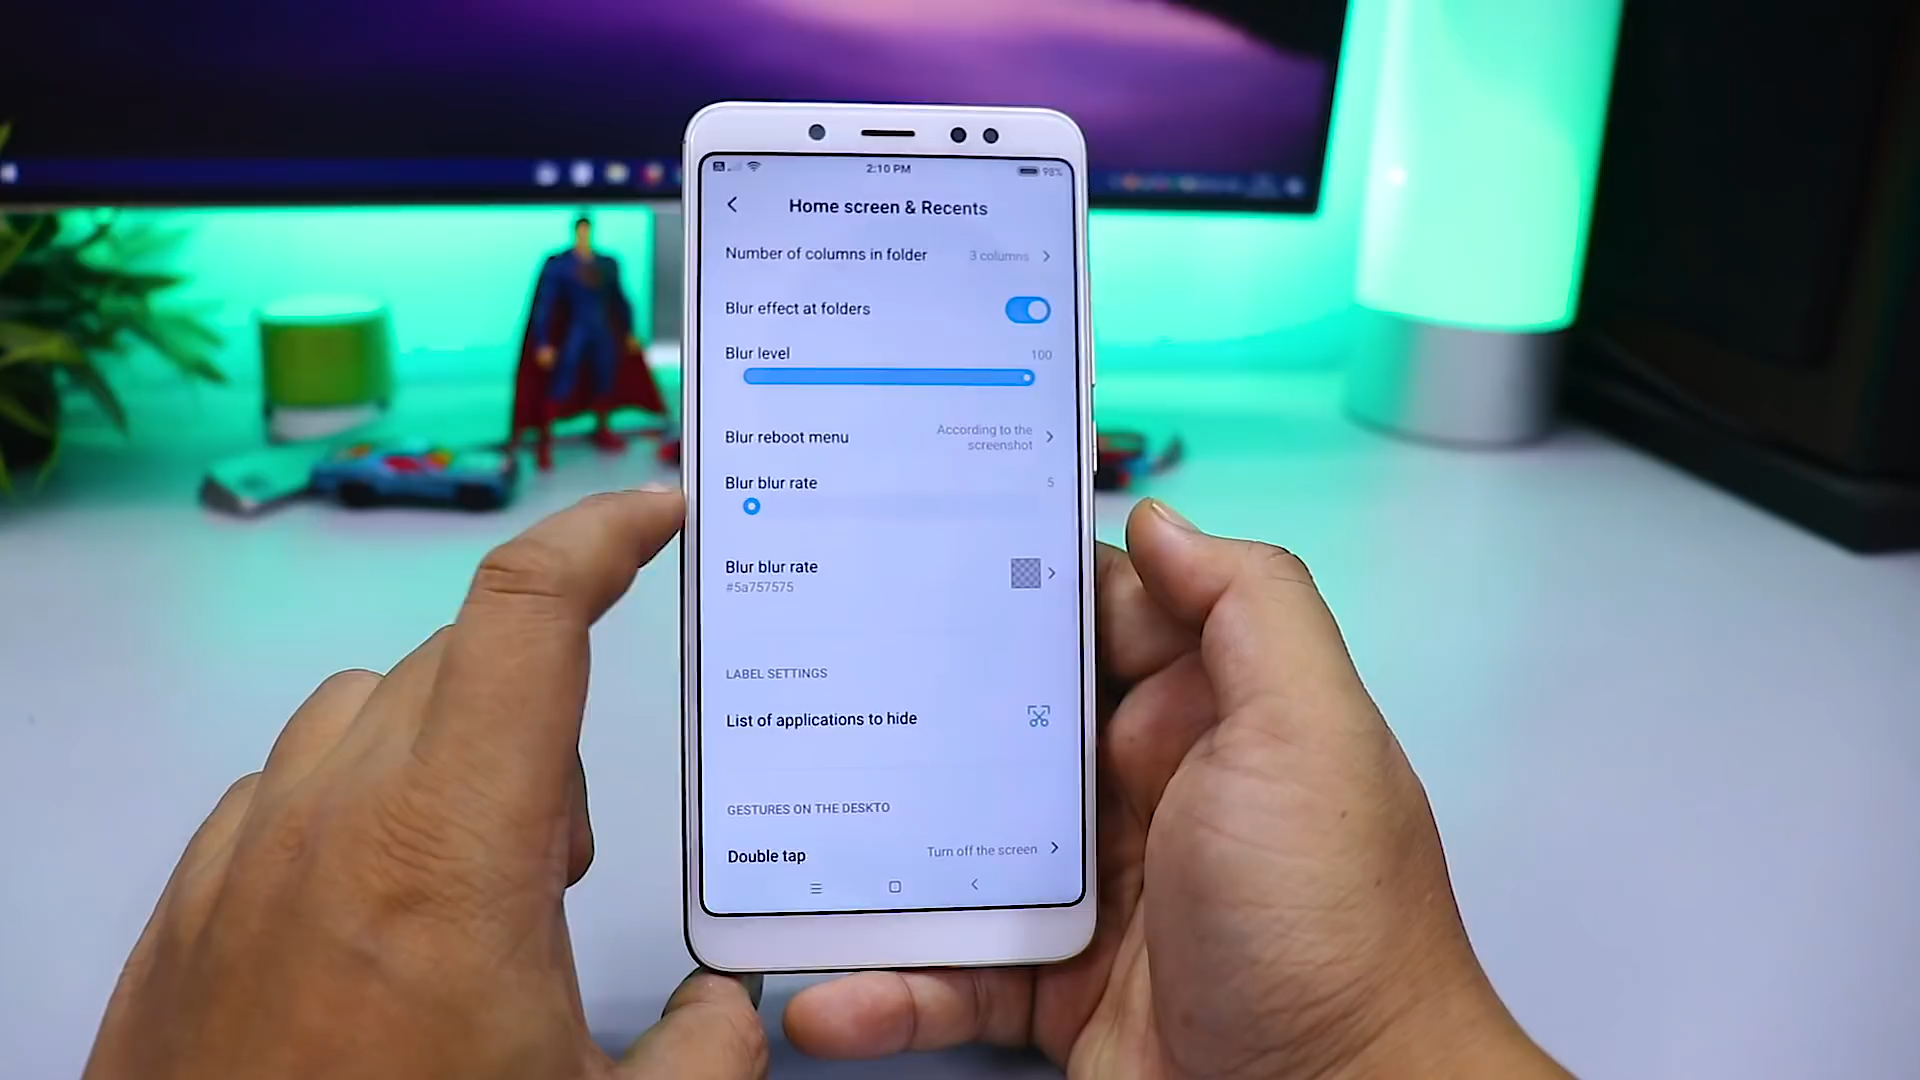 2:10 PM
98%
Home screen & Recents
Number of columns in folder 3 columns
Blur effect at folders
Blur level 100
Blur reboot menu According to the
screenshot
Blur blur rate 5
Blur blur rate
#5a757575
LABEL SETTINGS
List of applications to hide
GESTURES ON THE DESKTO
Double tap Turn off the screen